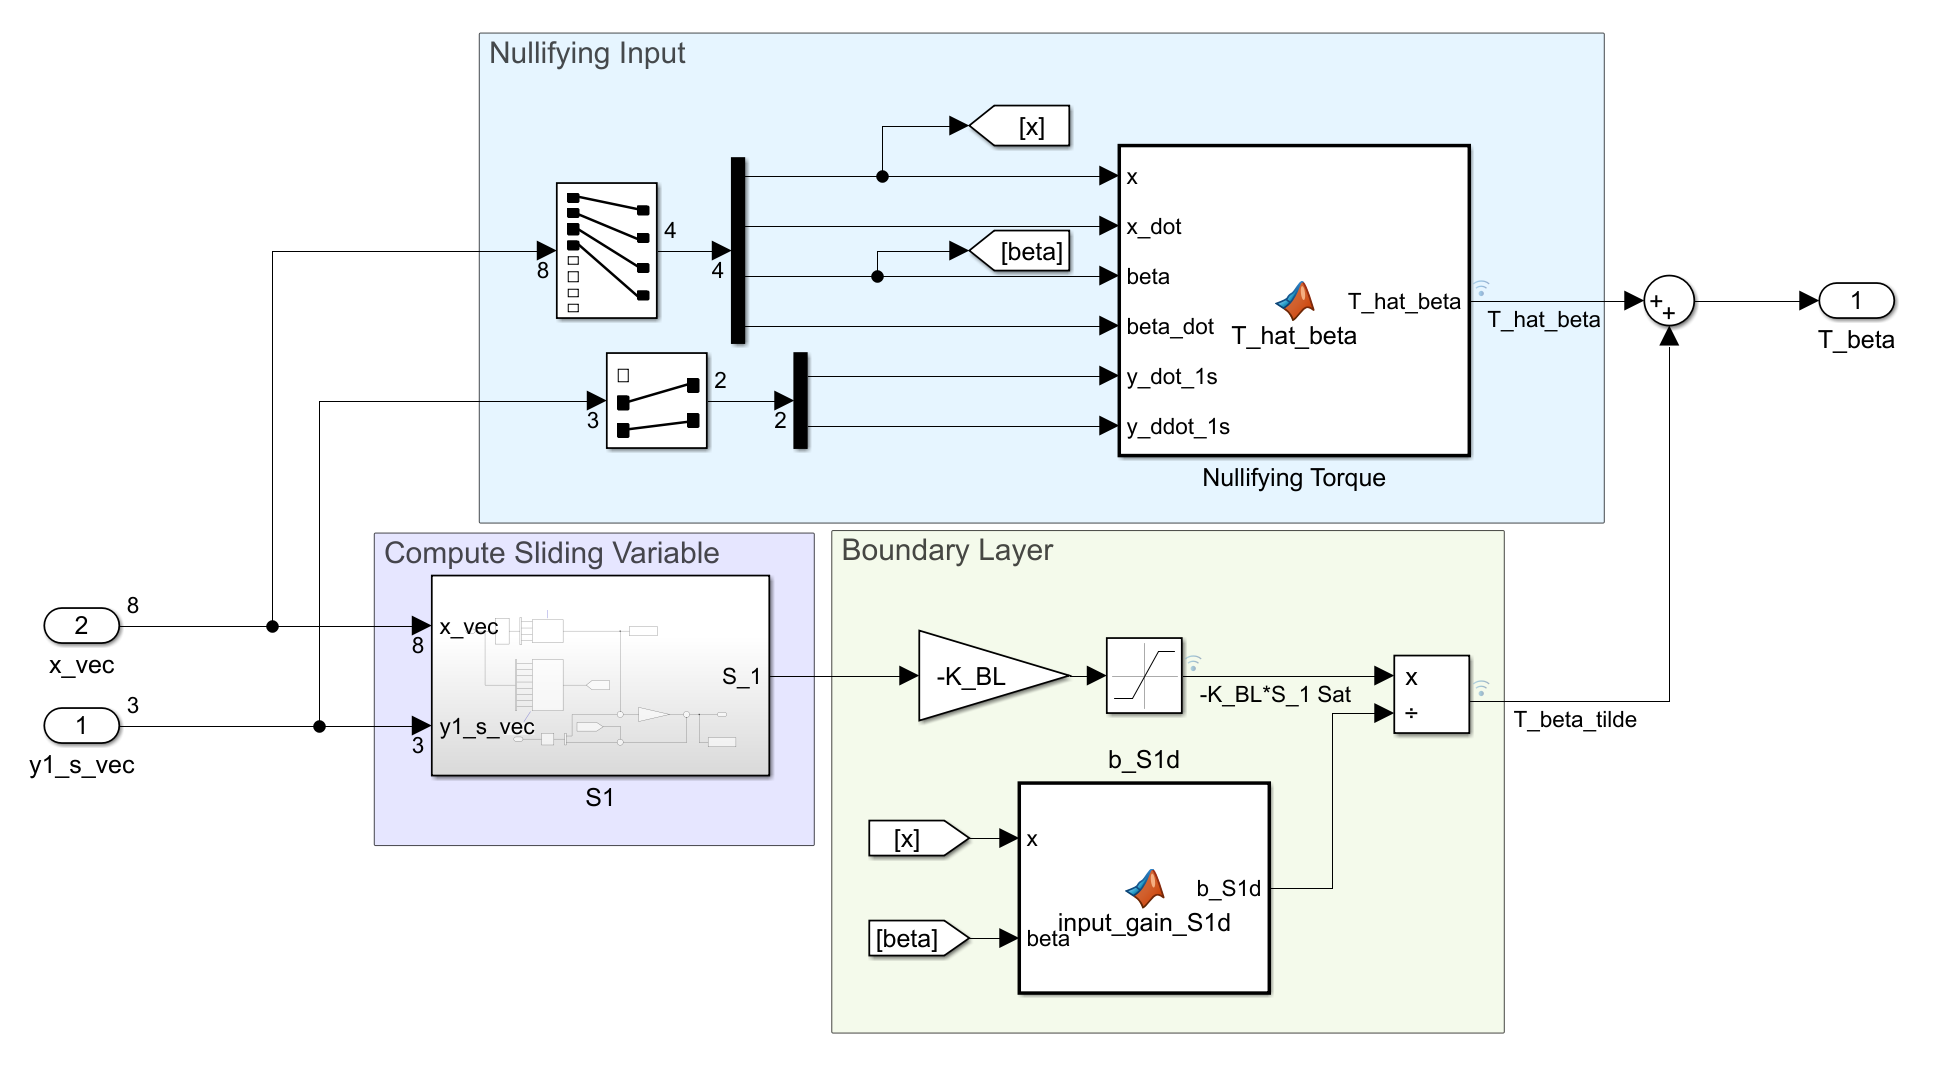 Nullifying Input
[x]
x
4
x_dot
[beta]
8
4
beta
T_hat_beta
beta_dot
T_hat_beta
T_hat_beta
+
+
1
T_beta
2
y_dot_1s
3
2
y_ddot_1s
Nullifying Torque
Compute Sliding Variable
Boundary Layer
8
2
x_vec
8
x_vec
S_1
-K_BL
x
-K_BL*S_1 Sat
÷
T_beta_tilde
3
1
y1_s_vec
3
y1_s_vec
S1
b_S1d
[x]
x
b_S1d
input_gain_S1d
[beta]
beta